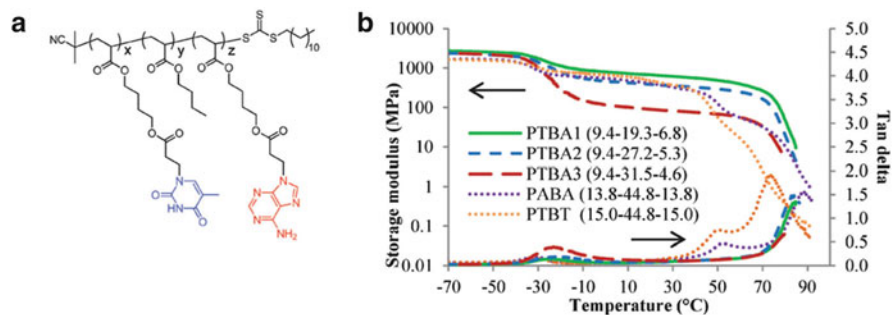 a
NC
x
y
z
S
S
S
10
O
O
O
O
O
O
O
O
O
O
N
O
NH
O
N
N
N
N
NH2
b
10000
1000
100
10
1
0.1
0.01
Storage modulus (MPa)
PTBA1 (9.4-19.3-6.8)
PTBA2 (9.4-27.2-5.3)
PTBA3 (9.4-31.5-4.6)
PABA (13.8-44.8-13.8)
PTBT (15.0-44.8-15.0)
5.0
4.5
4.0
3.5
3.0
2.5
2.0
1.5
1.0
0.5
0.0
Tan delta
-70 -50 -30 -10 10 30 50 70 90
Temperature (°C)